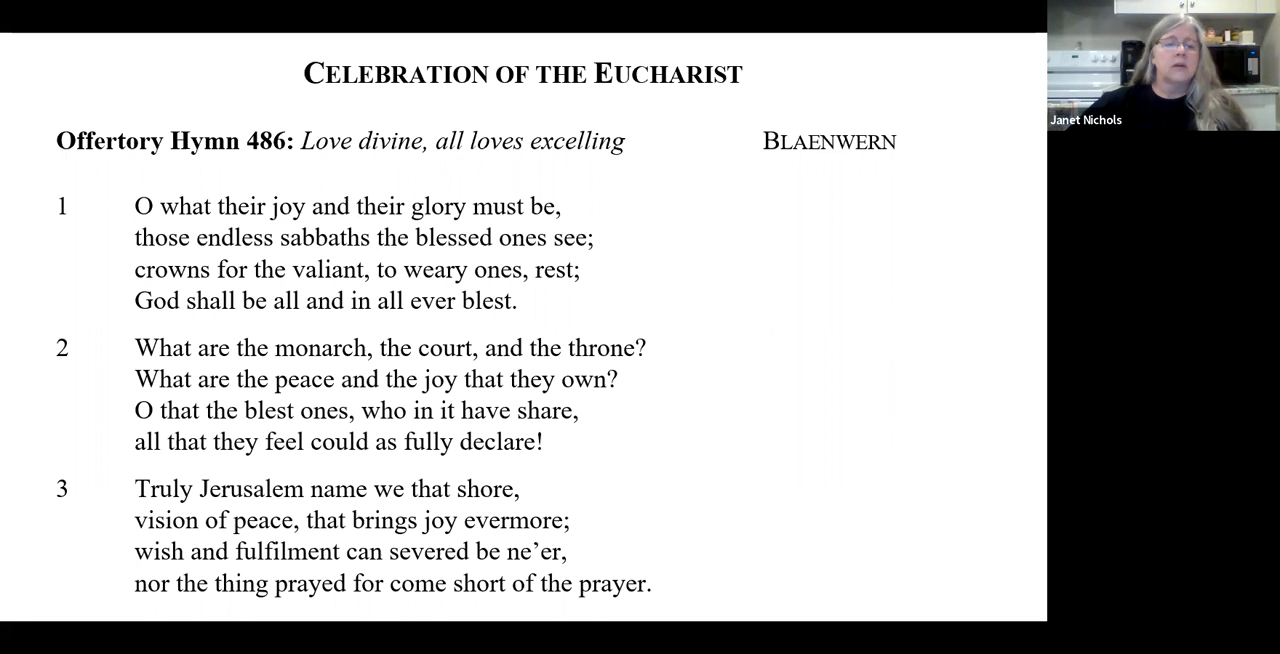 CELEBRATION OF THE EUCHARIST
Offertory Hymn 486: Love divine, all loves excelling BLAENWERN
1 O what their joy and their glory must be,
those endless sabbaths the blessed ones see;
crowns for the valiant, to weary ones, rest;
God shall be all and in all ever blest.
2 What are the monarch, the court, and the throne?
What are the peace and the joy that they own?
O that the blest ones, who in it have share,
all that they feel could as fully declare!
3 Truly Jerusalem name we that shore,
vision of peace, that brings joy evermore;
wish and fulfilment can severed be ne’er,
nor the thing prayed for come short of the prayer.
Janet Nichols